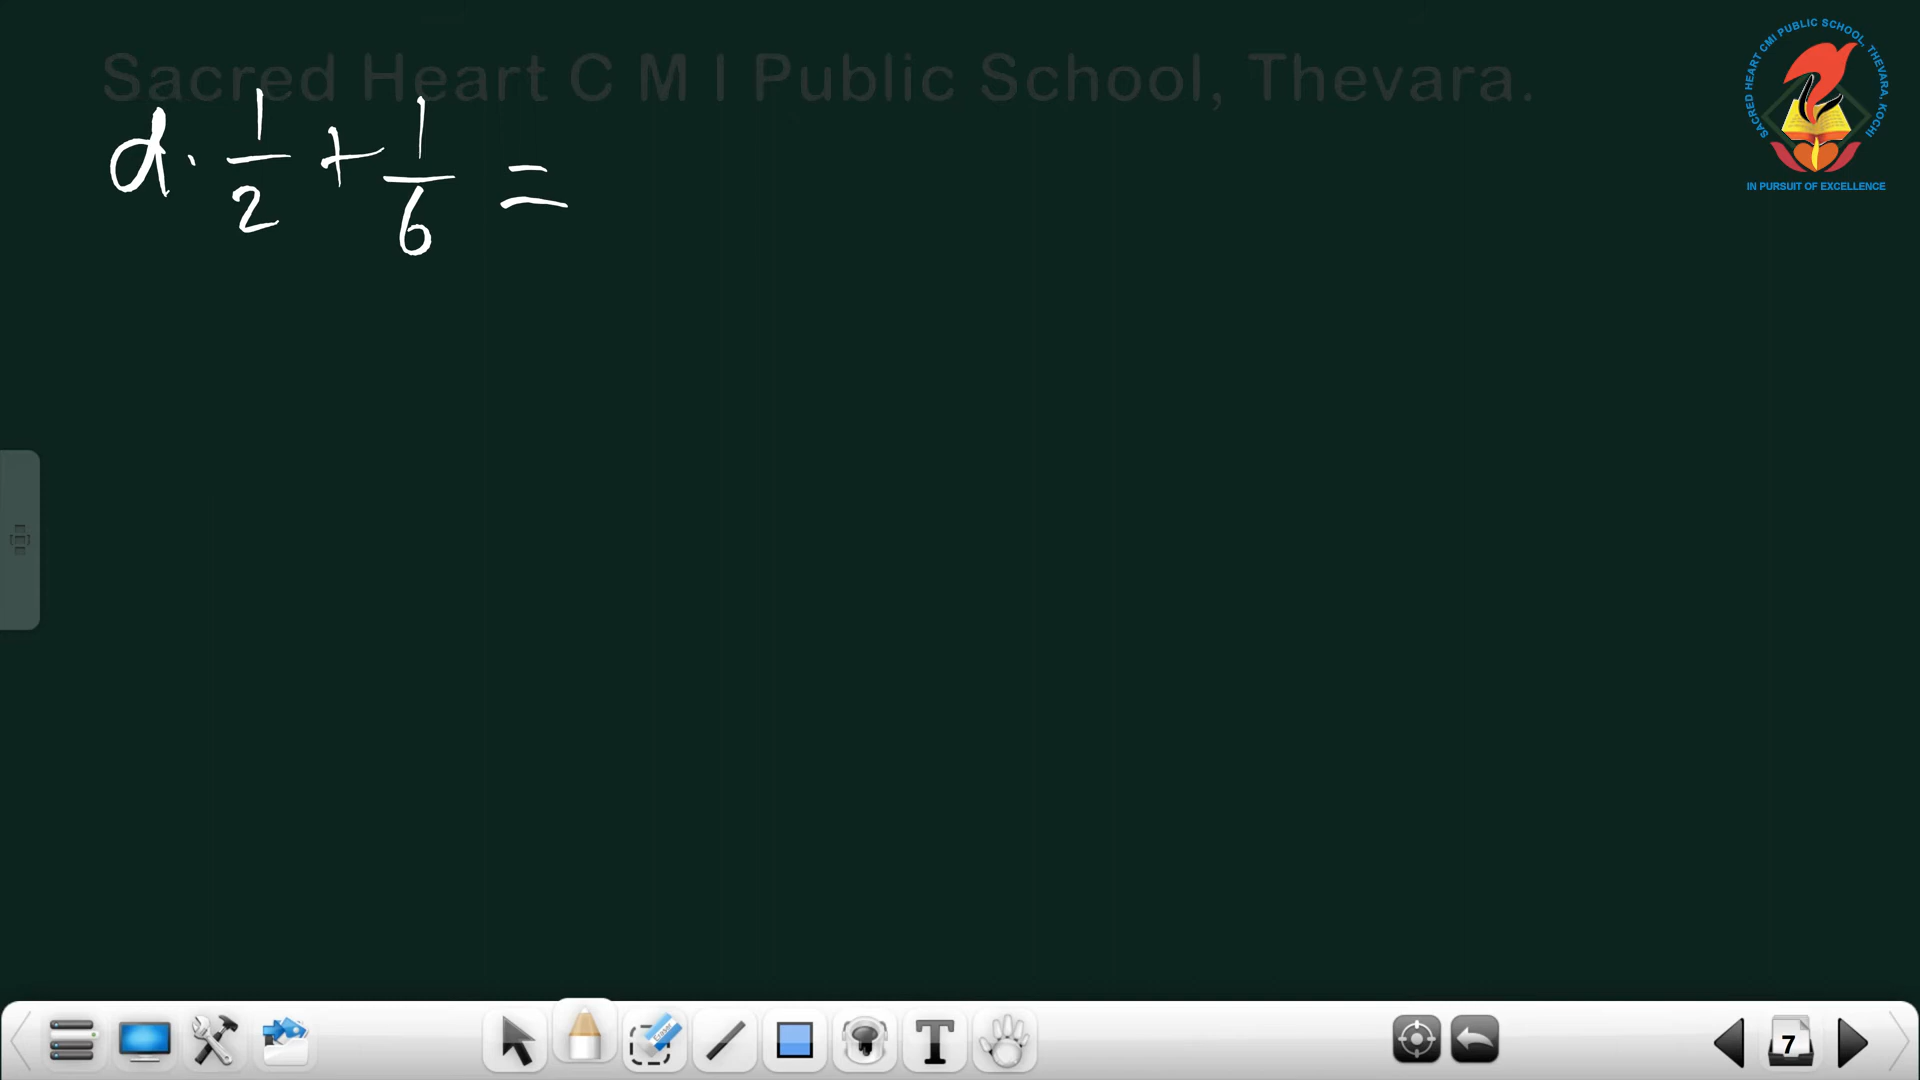 Sacred Heart C M I Public School, Thevara.
d. 1/2 + 1/6 =
SACRED HEART CMI PUBLIC SCHOOL, THEVARA, KOCHI
IN PURSUIT OF EXCELLENCE
Eraser
T
7